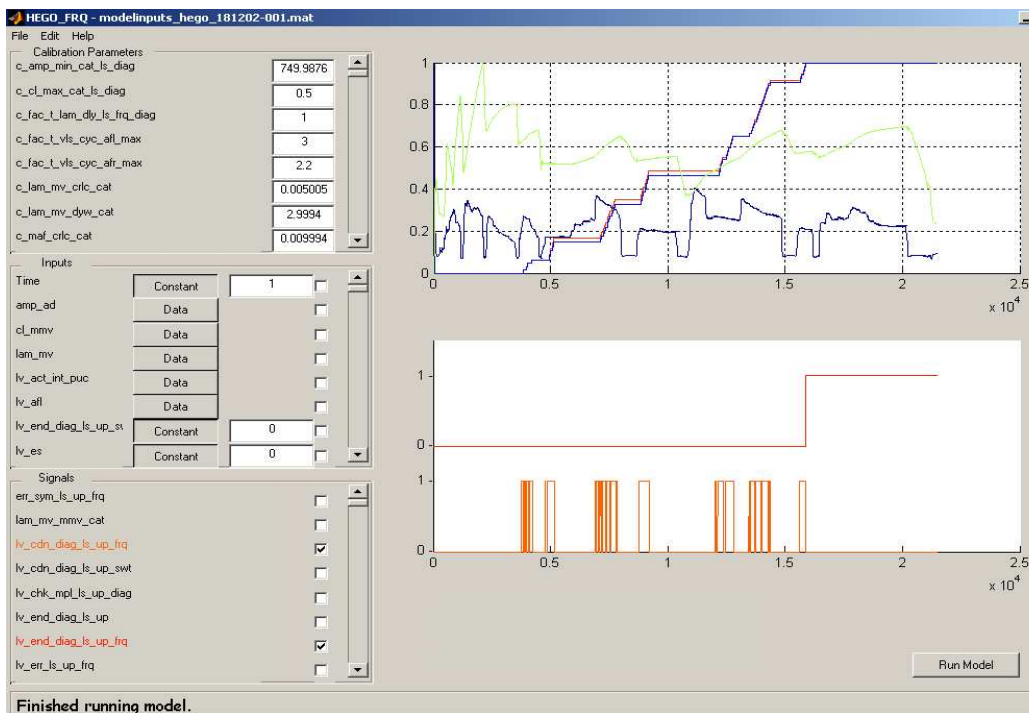 HEGO_FRQ - modelinputs_hego_181202-001.mat
File Edit Help
Calibration Parameters
c_amp_min_cat_ls_diag 749.9876
c_cl_max_cat_ls_diag 0.5
c_fac_t_lam_dly_ls_frq_diag 1
c_fac_t_vls_cyc_afl_max 3
c_fac_t_vls_cyc_afr_max 2.2
c_lam_mv_crlc_cat 0.005005
c_lam_mv_dyw_cat 2.9994
c_maf_crlc_cat 0.009994
Inputs
Time Constant 1
amp_ad Data
cl_mmv Data
lam_mv Data
lv_act_int_puc Data
lv_afl Data
lv_end_diag_ls_up_sw Constant 0
lv_es Constant 0
Signals
err_sym_ls_up_frq
lam_mv_mmv_cat
lv_cdn_diag_ls_up_frq
lv_cdn_diag_ls_up_swt
lv_chk_mpl_ls_up_diag
lv_end_diag_ls_up
lv_end_diag_ls_up_frq
lv_err_ls_up_frq
1
0.8
0.6
0.4
0.2
0
0 0.5 1 1.5 2 2.5
x 10^4
1
0
1
0
0 0.5 1 1.5 2 2.5
x 10^4
Run Model
Finished running model.